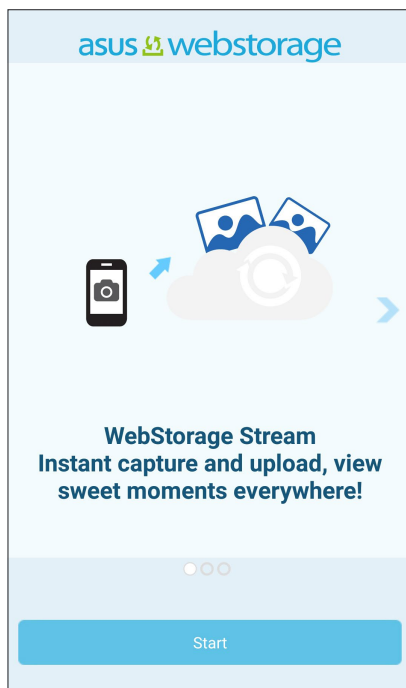 asus webstorage
WebStorage Stream
Instant capture and upload, view
sweet moments everywhere!
Start